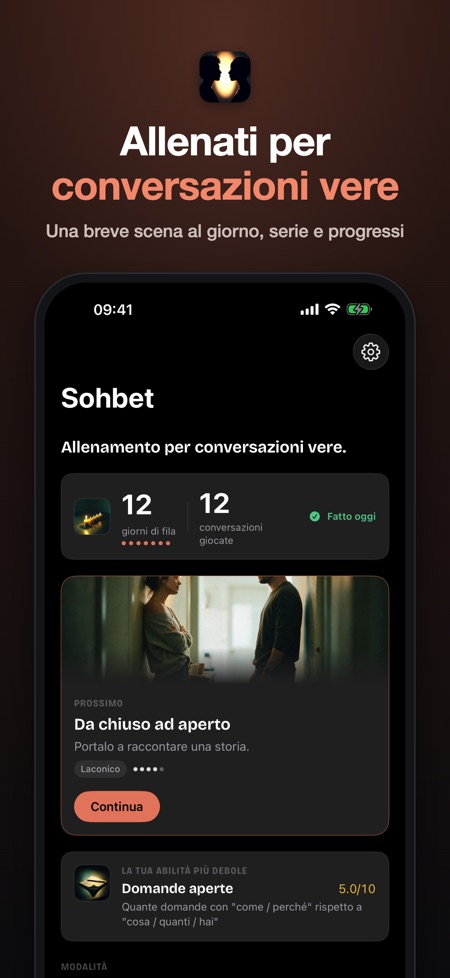 Allenati per
conversazioni vere
Una breve scena al giorno, serie e progressi
09:41
Sohbet
Allenamento per conversazioni vere.
12
giorni di fila
12
conversazioni
giocate
Fatto oggi
PROSSIMO
Da chiuso ad aperto
Portalo a raccontare una storia.
Laconico
Continua
LA TUA ABILITÀ PIÙ DEBOLE
Domande aperte
5.0/10
Quante domande con "come / perché" rispetto a
"cosa / quanti / hai"
MODALITÀ